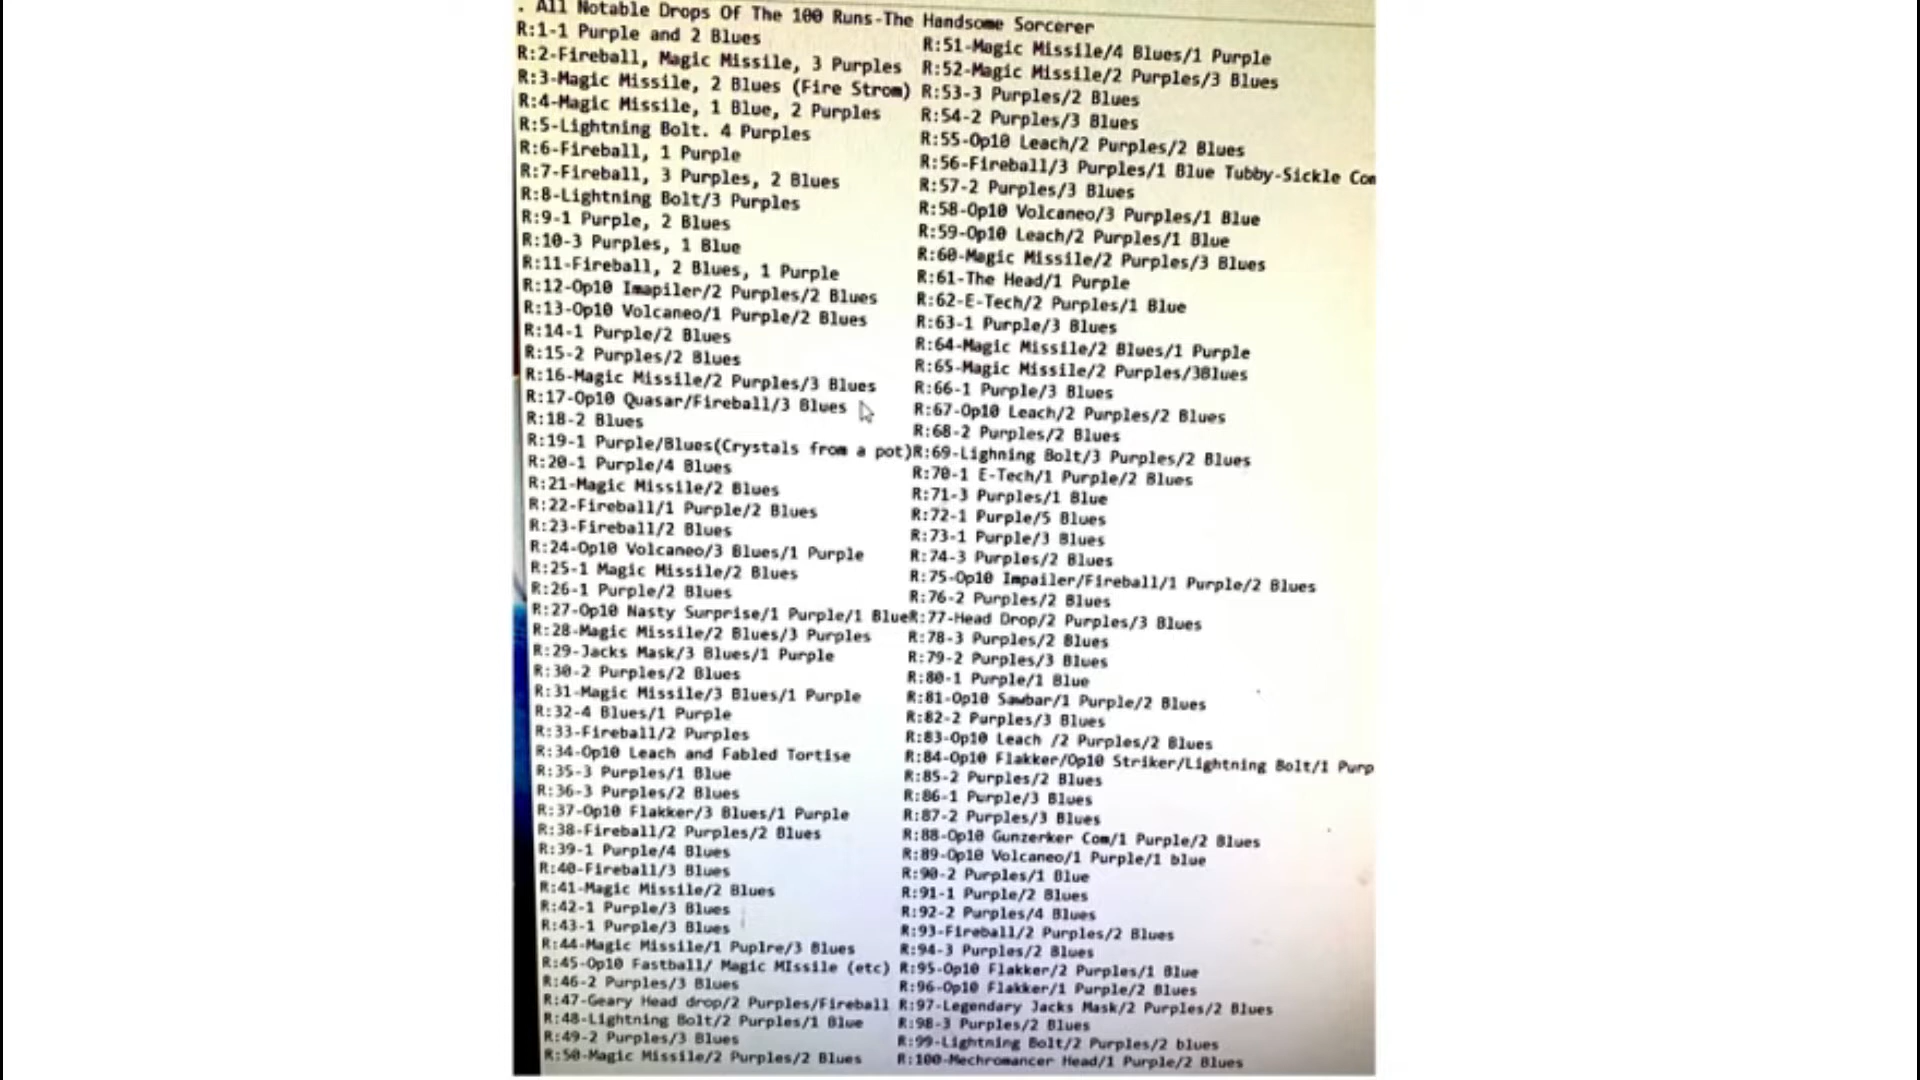 . All Notable Drops Of The 100 Runs-The Handsome Sorcerer
R:1-1 Purple and 2 Blues
R:2-Fireball, Magic Missile, 3 Purples
R:3-Magic Missile, 2 Blues (Fire Strom)
R:4-Magic Missile, 1 Blue, 2 Purples
R:5-Lightning Bolt. 4 Purples
R:6-Fireball, 1 Purple
R:7-Fireball, 3 Purples, 2 Blues
R:8-Lightning Bolt/3 Purples
R:9-1 Purple, 2 Blues
R:10-3 Purples, 1 Blue
R:11-Fireball, 2 Blues, 1 Purple
R:12-Op10 Imapiler/2 Purples/2 Blues
R:13-Op10 Volcaneo/1 Purple/2 Blues
R:14-1 Purple/2 Blues
R:15-2 Purples/2 Blues
R:16-Magic Missile/2 Purples/3 Blues
R:17-Op10 Quasar/Fireball/3 Blues
R:18-2 Blues
R:19-1 Purple/Blues(Crystals from a pot)
R:20-1 Purple/4 Blues
R:21-Magic Missile/2 Blues
R:22-Fireball/1 Purple/2 Blues
R:23-Fireball/2 Blues
R:24-Op10 Volcaneo/3 Blues/1 Purple
R:25-1 Magic Missile/2 Blues
R:26-1 Purple/2 Blues
R:27-Op10 Nasty Surprise/1 Purple/1 Blue
R:28-Magic Missile/2 Blues/3 Purples
R:29-Jacks Mask/3 Blues/1 Purple
R:30-2 Purples/2 Blues
R:31-Magic Missile/3 Blues/1 Purple
R:32-4 Blues/1 Purple
R:33-Fireball/2 Purples
R:34-Op10 Leach and Fabled Tortise
R:35-3 Purples/1 Blue
R:36-3 Purples/2 Blues
R:37-Op10 Flakker/3 Blues/1 Purple
R:38-Fireball/2 Purples/2 Blues
R:39-1 Purple/4 Blues
R:40-Fireball/3 Blues
R:41-Magic Missile/2 Blues
R:42-1 Purple/3 Blues
R:43-1 Purple/3 Blues
R:44-Magic Missile/1 Puplre/3 Blues
R:45-Op10 Fastball/ Magic MIssile (etc)
R:46-2 Purples/3 Blues
R:47-Geary Head drop/2 Purples/Fireball
R:48-Lightning Bolt/2 Purples/1 Blue
R:49-2 Purples/3 Blues
R:50-Magic Missile/2 Purples/2 Blues
R:51-Magic Missile/4 Blues/1 Purple
R:52-Magic Missile/2 Purples/3 Blues
R:53-3 Purples/2 Blues
R:54-2 Purples/3 Blues
R:55-Op10 Leach/2 Purples/2 Blues
R:56-Fireball/3 Purples/1 Blue Tubby-Sickle Com
R:57-2 Purples/3 Blues
R:58-Op10 Volcaneo/3 Purples/1 Blue
R:59-Op10 Leach/2 Purples/1 Blue
R:60-Magic Missile/2 Purples/3 Blues
R:61-The Head/1 Purple
R:62-E-Tech/2 Purples/1 Blue
R:63-1 Purple/3 Blues
R:64-Magic Missile/2 Blues/1 Purple
R:65-Magic Missile/2 Purples/3Blues
R:66-1 Purple/3 Blues
R:67-Op10 Leach/2 Purples/2 Blues
R:68-2 Purples/2 Blues
R:69-Lighning Bolt/3 Purples/2 Blues
R:70-1 E-Tech/1 Purple/2 Blues
R:71-3 Purples/1 Blue
R:72-1 Purple/5 Blues
R:73-1 Purple/3 Blues
R:74-3 Purples/2 Blues
R:75-Op10 Impailer/Fireball/1 Purple/2 Blues
R:76-2 Purples/2 Blues
R:77-Head Drop/2 Purples/3 Blues
R:78-3 Purples/2 Blues
R:79-2 Purples/3 Blues
R:80-1 Purple/1 Blue
R:81-Op10 Sawbar/1 Purple/2 Blues
R:82-2 Purples/3 Blues
R:83-Op10 Leach /2 Purples/2 Blues
R:84-Op10 Flakker/Op10 Striker/Lightning Bolt/1 Purp
R:85-2 Purples/2 Blues
R:86-1 Purple/3 Blues
R:87-2 Purples/3 Blues
R:88-Op10 Gunzerker Com/1 Purple/2 Blues
R:89-Op10 Volcaneo/1 Purple/1 blue
R:90-2 Purples/1 Blue
R:91-1 Purple/2 Blues
R:92-2 Purples/4 Blues
R:93-Fireball/2 Purples/2 Blues
R:94-3 Purples/2 Blues
R:95-Op10 Flakker/2 Purples/1 Blue
R:96-Op10 Flakker/1 Purple/2 Blues
R:97-Legendary Jacks Mask/2 Purples/2 Blues
R:98-3 Purples/2 Blues
R:99-Lightning Bolt/2 Purples/2 blues
R:100-Mechromancer Head/1 Purple/2 Blues